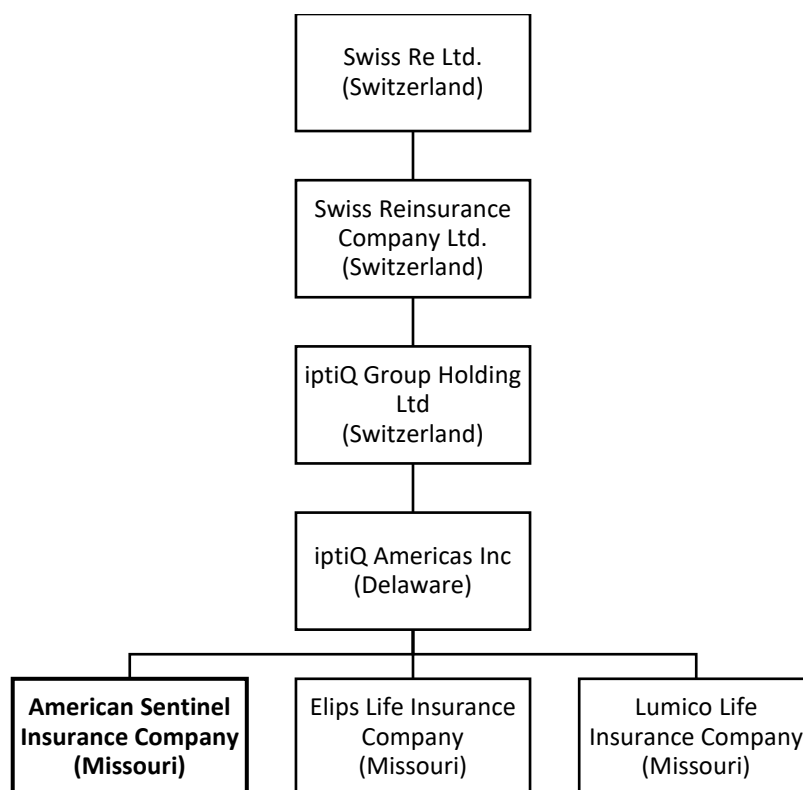 Swiss Re Ltd.
(Switzerland)
Swiss Reinsurance
Company Ltd.
(Switzerland)
iptiQ Group Holding
Ltd
(Switzerland)
iptiQ Americas Inc
(Delaware)
American Sentinel
Insurance Company
(Missouri)
Elips Life Insurance
Company
(Missouri)
Lumico Life
Insurance Company
(Missouri)